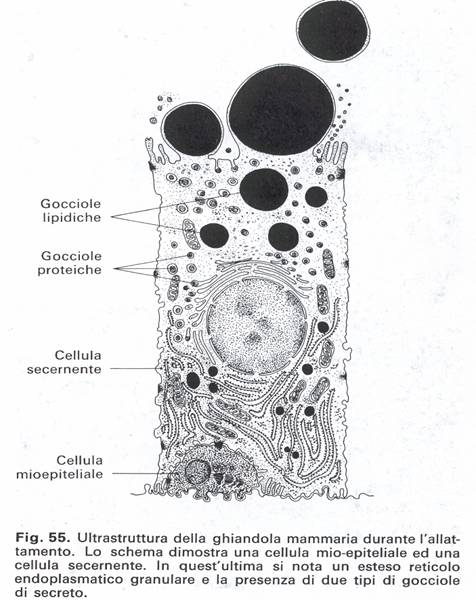 Gocciole
lipidiche
Gocciole
proteiche
Cellula
secernente
Cellula
mioepiteliale
Fig. 55. Ultrastruttura della ghiandola mammaria durante l'allat-
tamento. Lo schema dimostra una cellula mio-epiteliale ed una
cellula secernente. In quest'ultima si nota un esteso reticolo
endoplasmatico granulare e la presenza di due tipi di gocciole
di secreto.